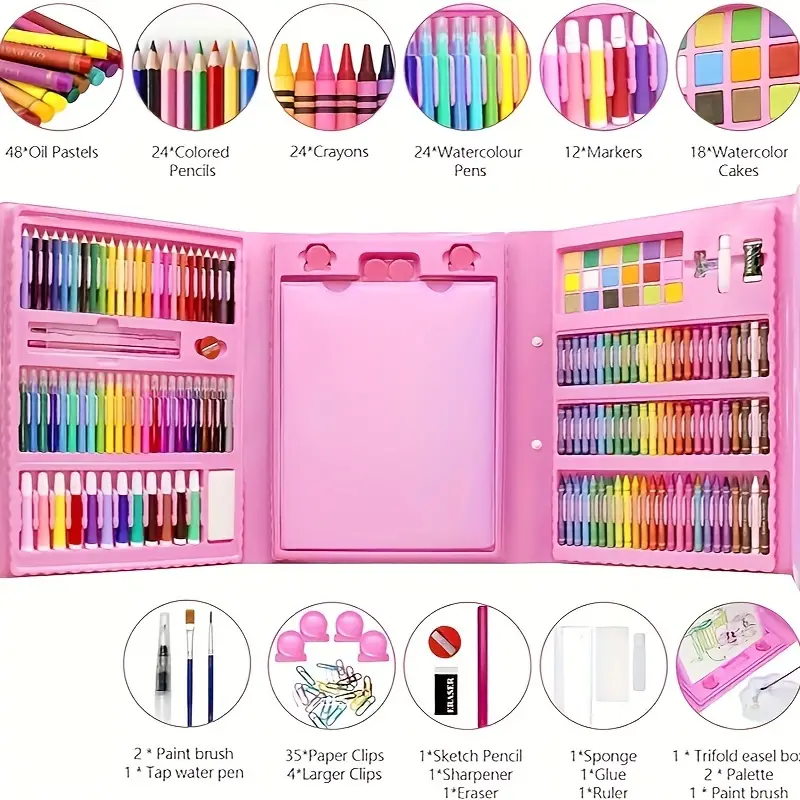 48*Oil Pastels
24*Colored
Pencils
24*Crayons
24*Watercolour
Pens
12*Markers
18*Watercolor
Cakes
ERASER
2 * Paint brush
1 * Tap water pen
35*Paper Clips
4*Larger Clips
1*Sketch Pencil
1*Sharpener
1*Eraser
1*Sponge
1*Glue
1*Ruler
1 * Trifold easel bo
2 * Palette
1 * Paint brush